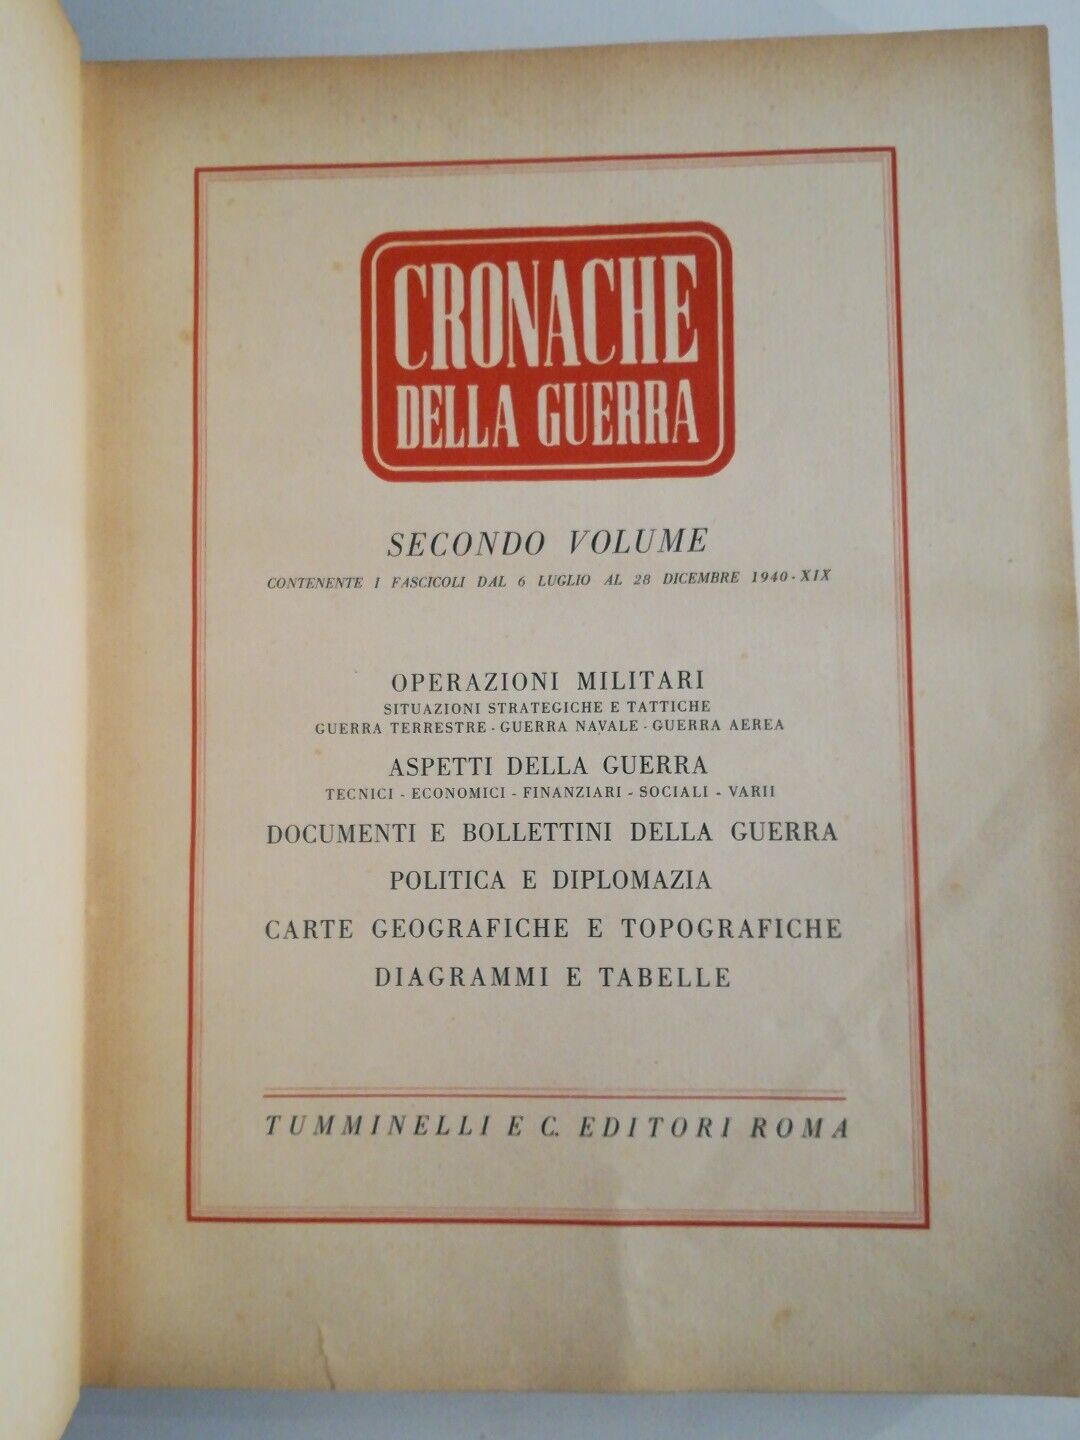 CRONACHE
DELLA GUERRA
SECONDO VOLUME
CONTENENTE I FASCICOLI DAL 6 LUGLIO AL 28 DICEMBRE 1940-XIX
OPERAZIONI MILITARI
SITUAZIONI STRATEGICHE E TATTICHE
GUERRA TERRESTRE - GUERRA NAVALE - GUERRA AEREA
ASPETTI DELLA GUERRA
TECNICI - ECONOMICI - FINANZIARI - SOCIALI - VARII
DOCUMENTI E BOLLETTINI DELLA GUERRA
POLITICA E DIPLOMAZIA
CARTE GEOGRAFICHE E TOPOGRAFICHE
DIAGRAMMI E TABELLE
TUMMINELLI E C. EDITORI ROMA